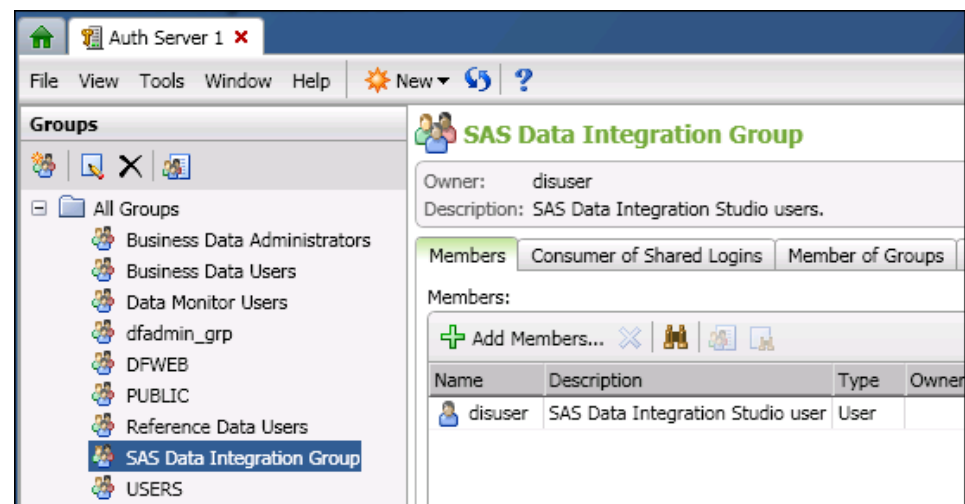 Auth Server 1
File View Tools Window Help New ?
Groups
All Groups
Business Data Administrators
Business Data Users
Data Monitor Users
dfadmin_grp
DFWEB
PUBLIC
Reference Data Users
SAS Data Integration Group
USERS
SAS Data Integration Group
Owner: disuser
Description: SAS Data Integration Studio users.
Members Consumer of Shared Logins Member of Groups
Members:
Add Members...
Name Description Type Owner
disuser SAS Data Integration Studio user User